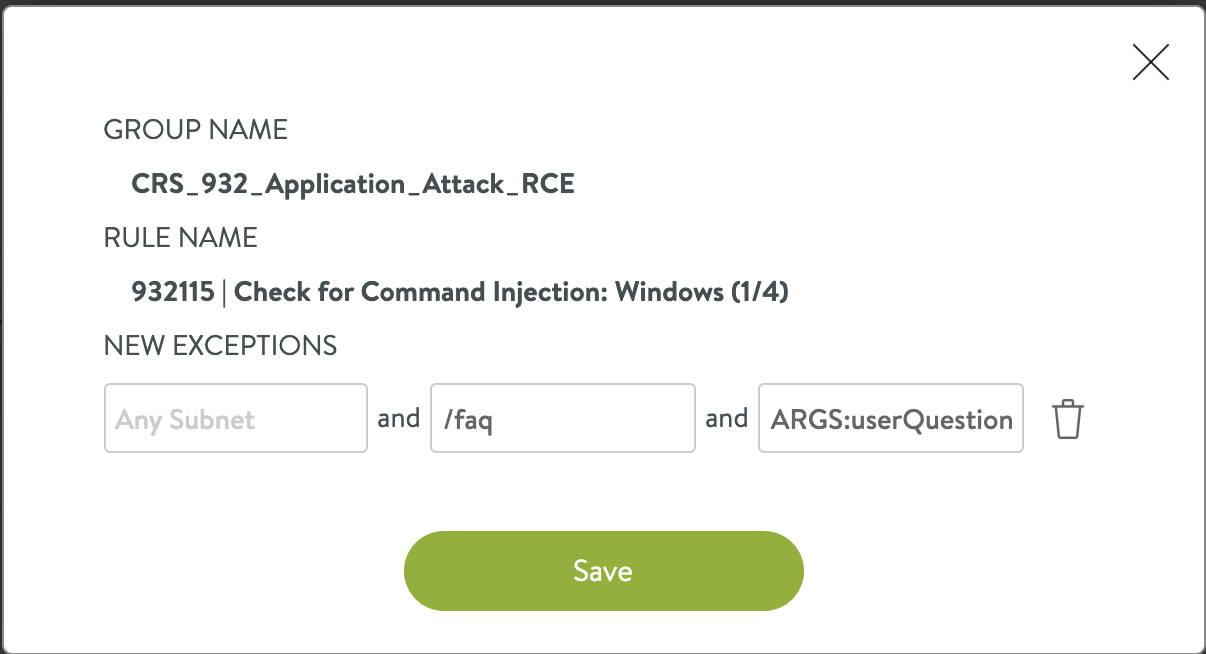 GROUP NAME
CRS_932_Application_Attack_RCE
RULE NAME
932115 | Check for Command Injection: Windows (1/4)
NEW EXCEPTIONS
Any Subnet and /faq and ARGS:userQuestion
Save